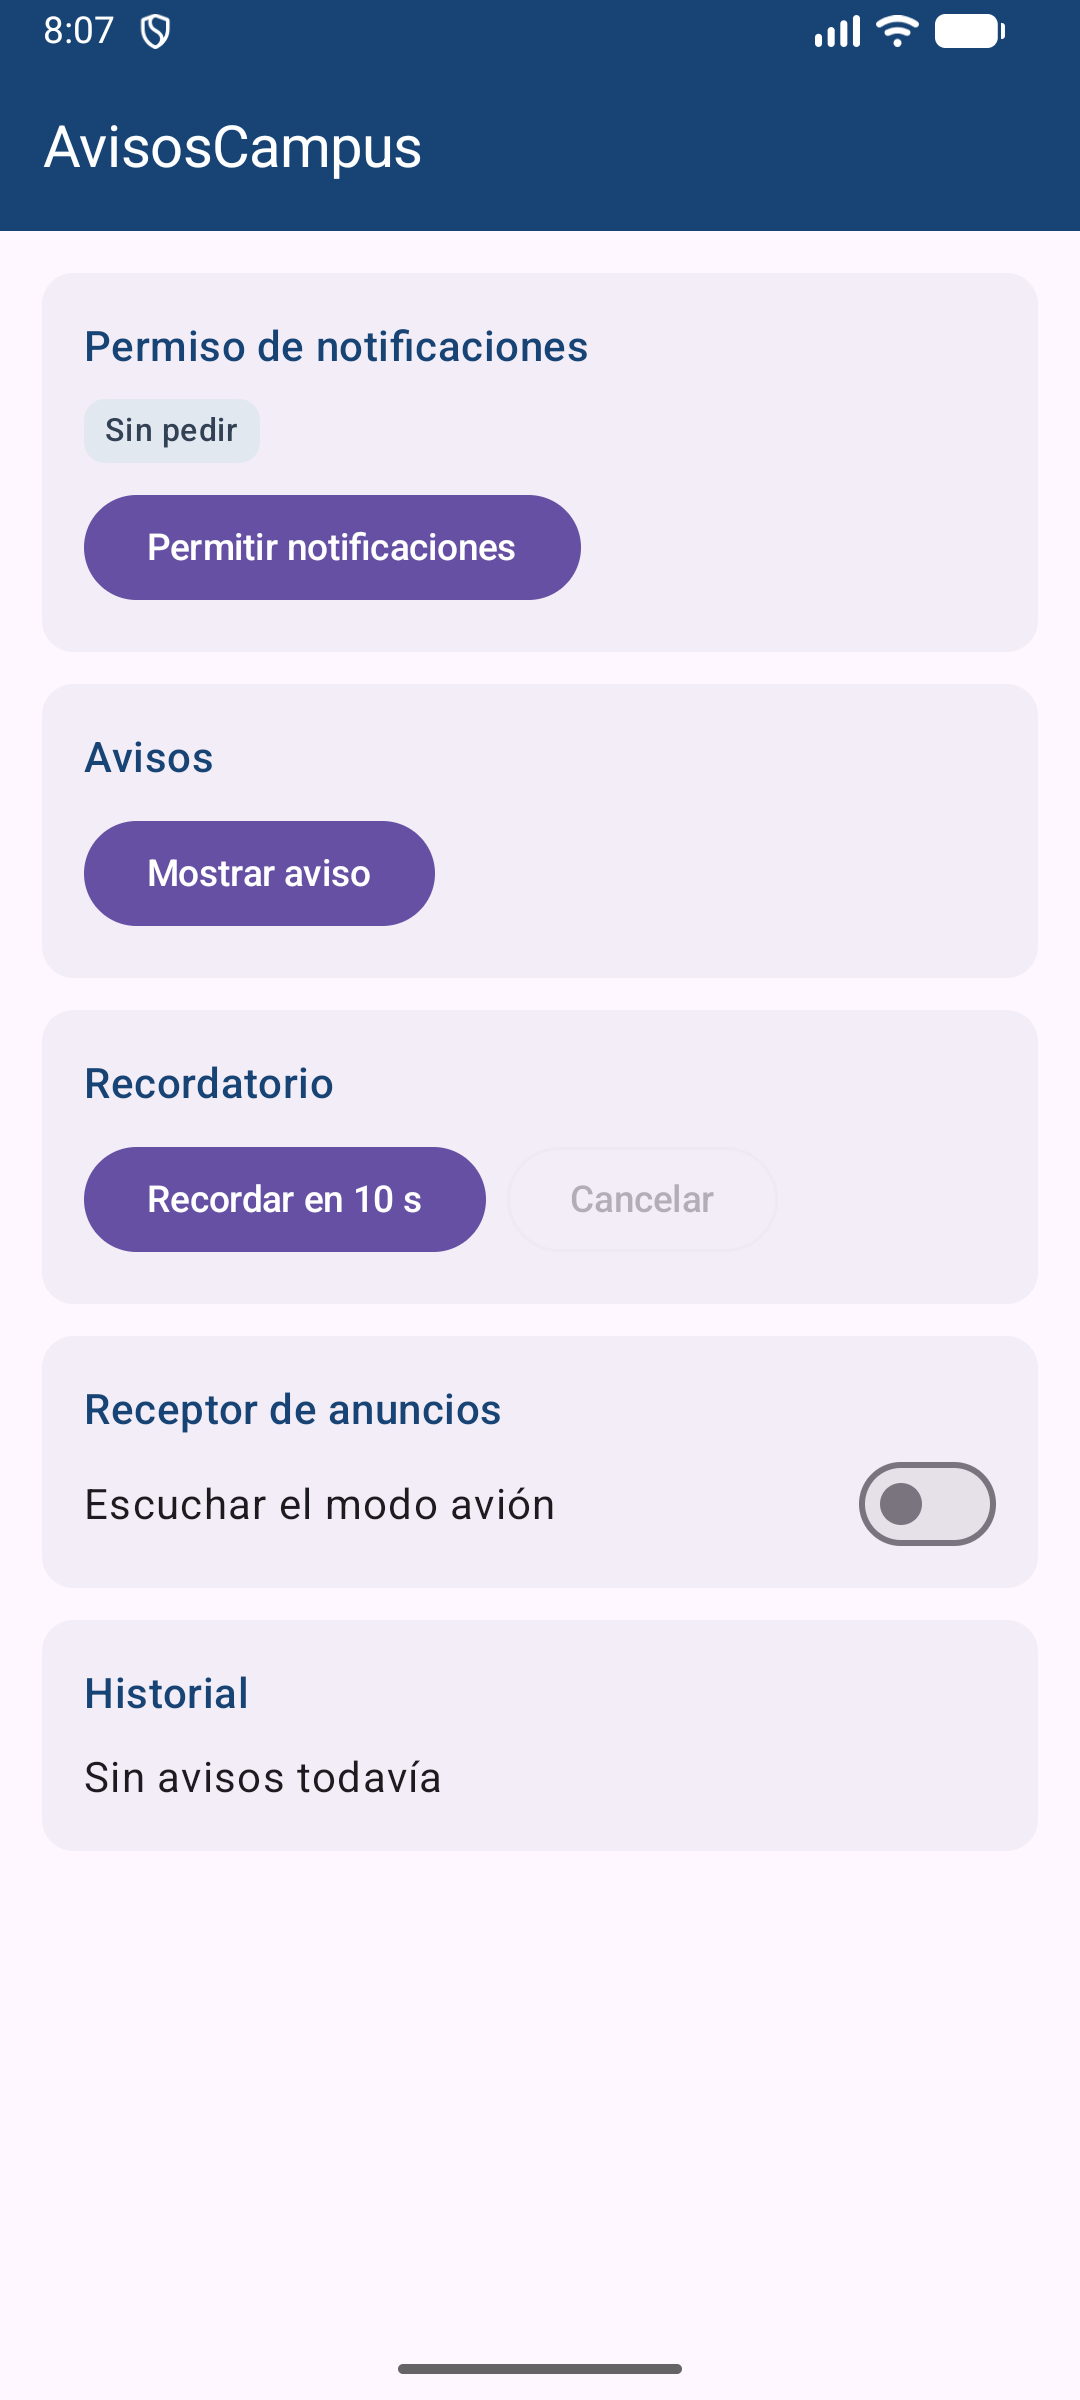 8:07
AvisosCampus
Permiso de notificaciones
Sin pedir
Permitir notificaciones
Avisos
Mostrar aviso
Recordatorio
Recordar en 10 s
Cancelar
Receptor de anuncios
Escuchar el modo avión
Historial
Sin avisos todavía